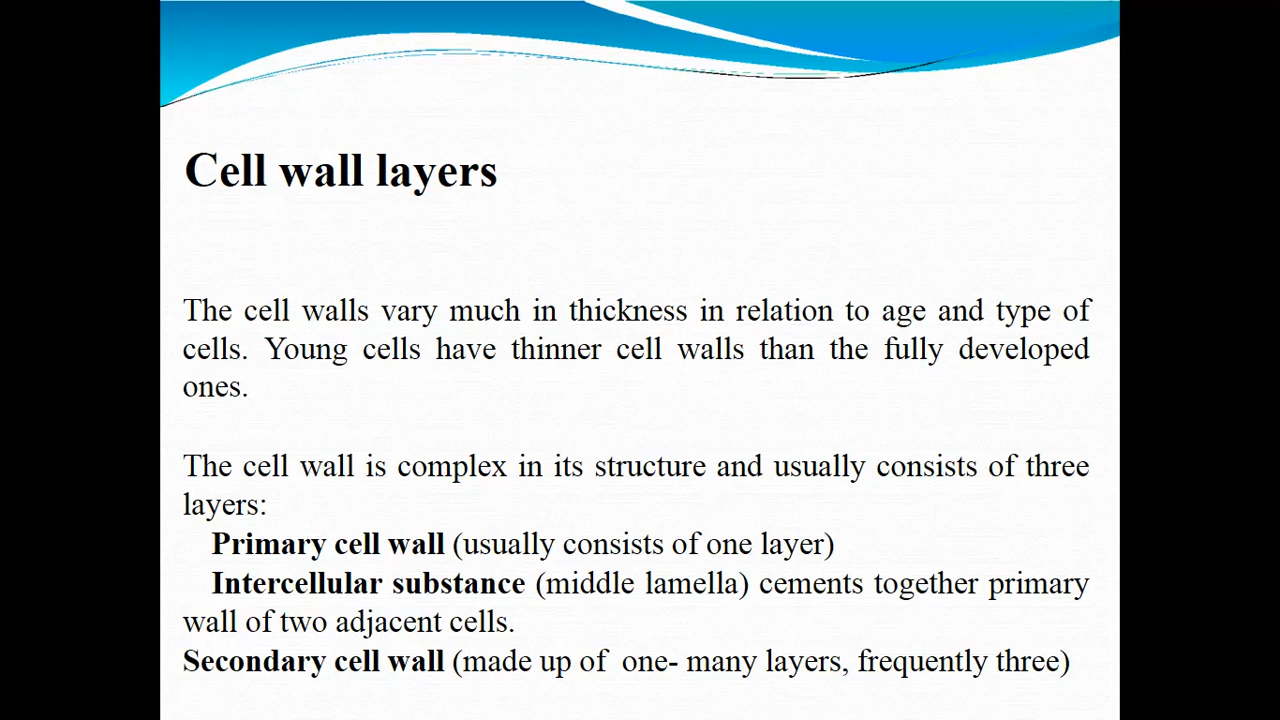 Cell wall layers
The cell walls vary much in thickness in relation to age and type of
cells. Young cells have thinner cell walls than the fully developed
ones.
The cell wall is complex in its structure and usually consists of three
layers:
Primary cell wall (usually consists of one layer)
Intercellular substance (middle lamella) cements together primary
wall of two adjacent cells.
Secondary cell wall (made up of one- many layers, frequently three)